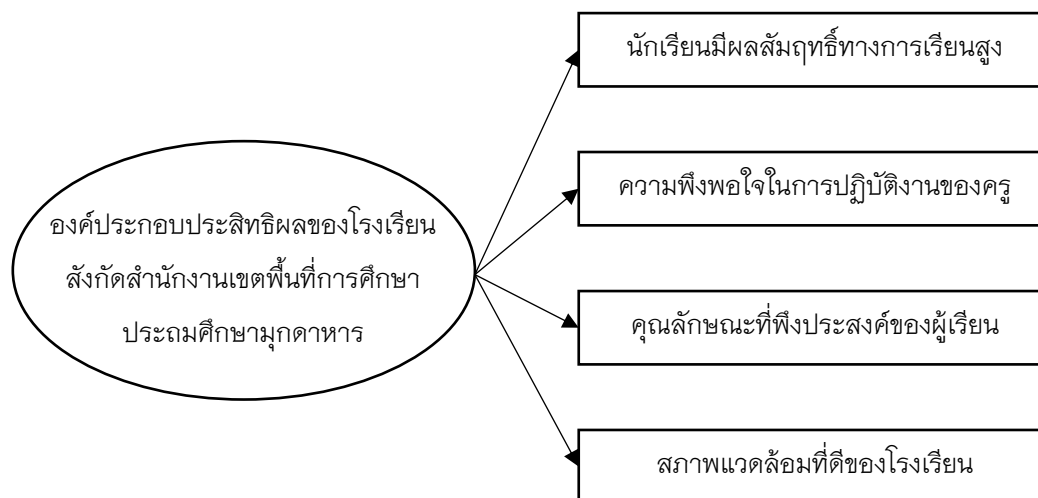 องค์ประกอบประสิทธิผลของโรงเรียน
สังกัดสำนักงานเขตพื้นที่การศึกษา
ประถมศึกษามุกดาหาร
นักเรียนมีผลสัมฤทธิ์ทางการเรียนสูง
ความพึงพอใจในการปฏิบัติงานของครู
คุณลักษณะที่พึงประสงค์ของผู้เรียน
สภาพแวดล้อมที่ดีของโรงเรียน